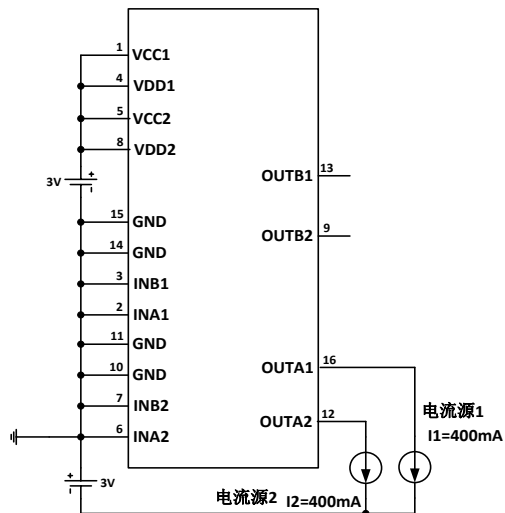 1 VCC1
4 VDD1
5 VCC2
8 VDD2
3V + -
OUTB1 13
15 GND
OUTB2 9
14 GND
3 INB1
2 INA1
11 GND
10 GND
OUTA1 16
7 INB2
OUTA2 12
电流源1
I1=400mA
6 INA2
+ - 3V
电流源2 I2=400mA